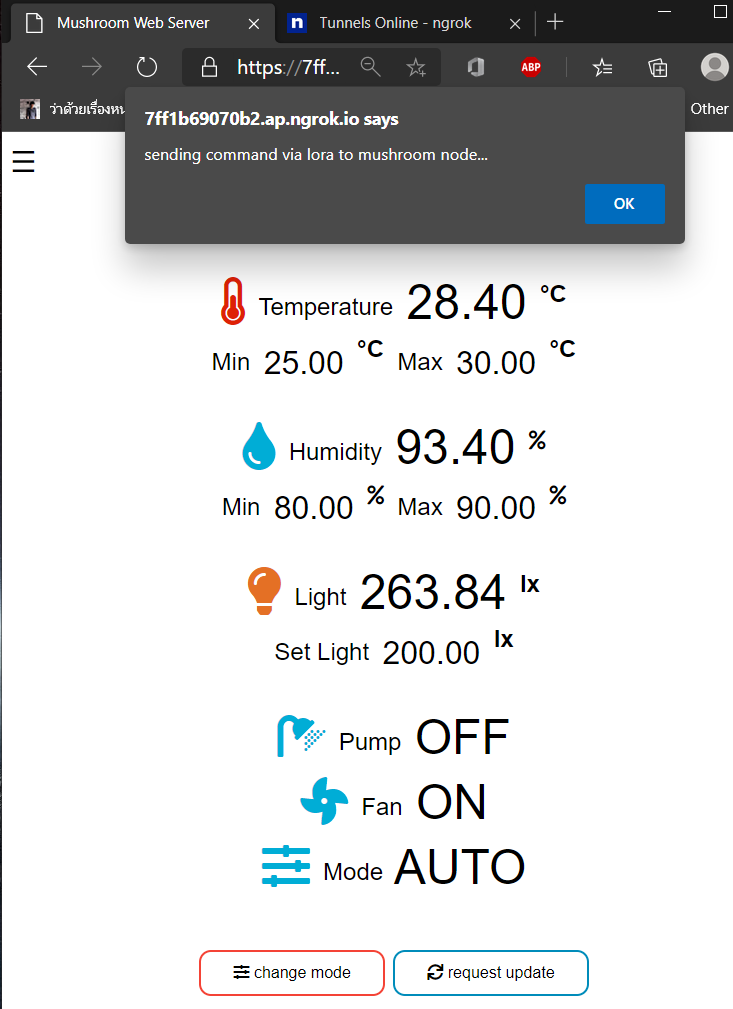 Mushroom Web Server
Tunnels Online - ngrok
https://7ff...
ABP
ว่าด้วยเรื่องหน
Other
7ff1b69070b2.ap.ngrok.io says
sending command via lora to mushroom node...
OK
Temperature 28.40 °C
Min 25.00 °C Max 30.00 °C
Humidity 93.40 %
Min 80.00 % Max 90.00 %
Light 263.84 lx
Set Light 200.00 lx
Pump OFF
Fan ON
Mode AUTO
change mode request update